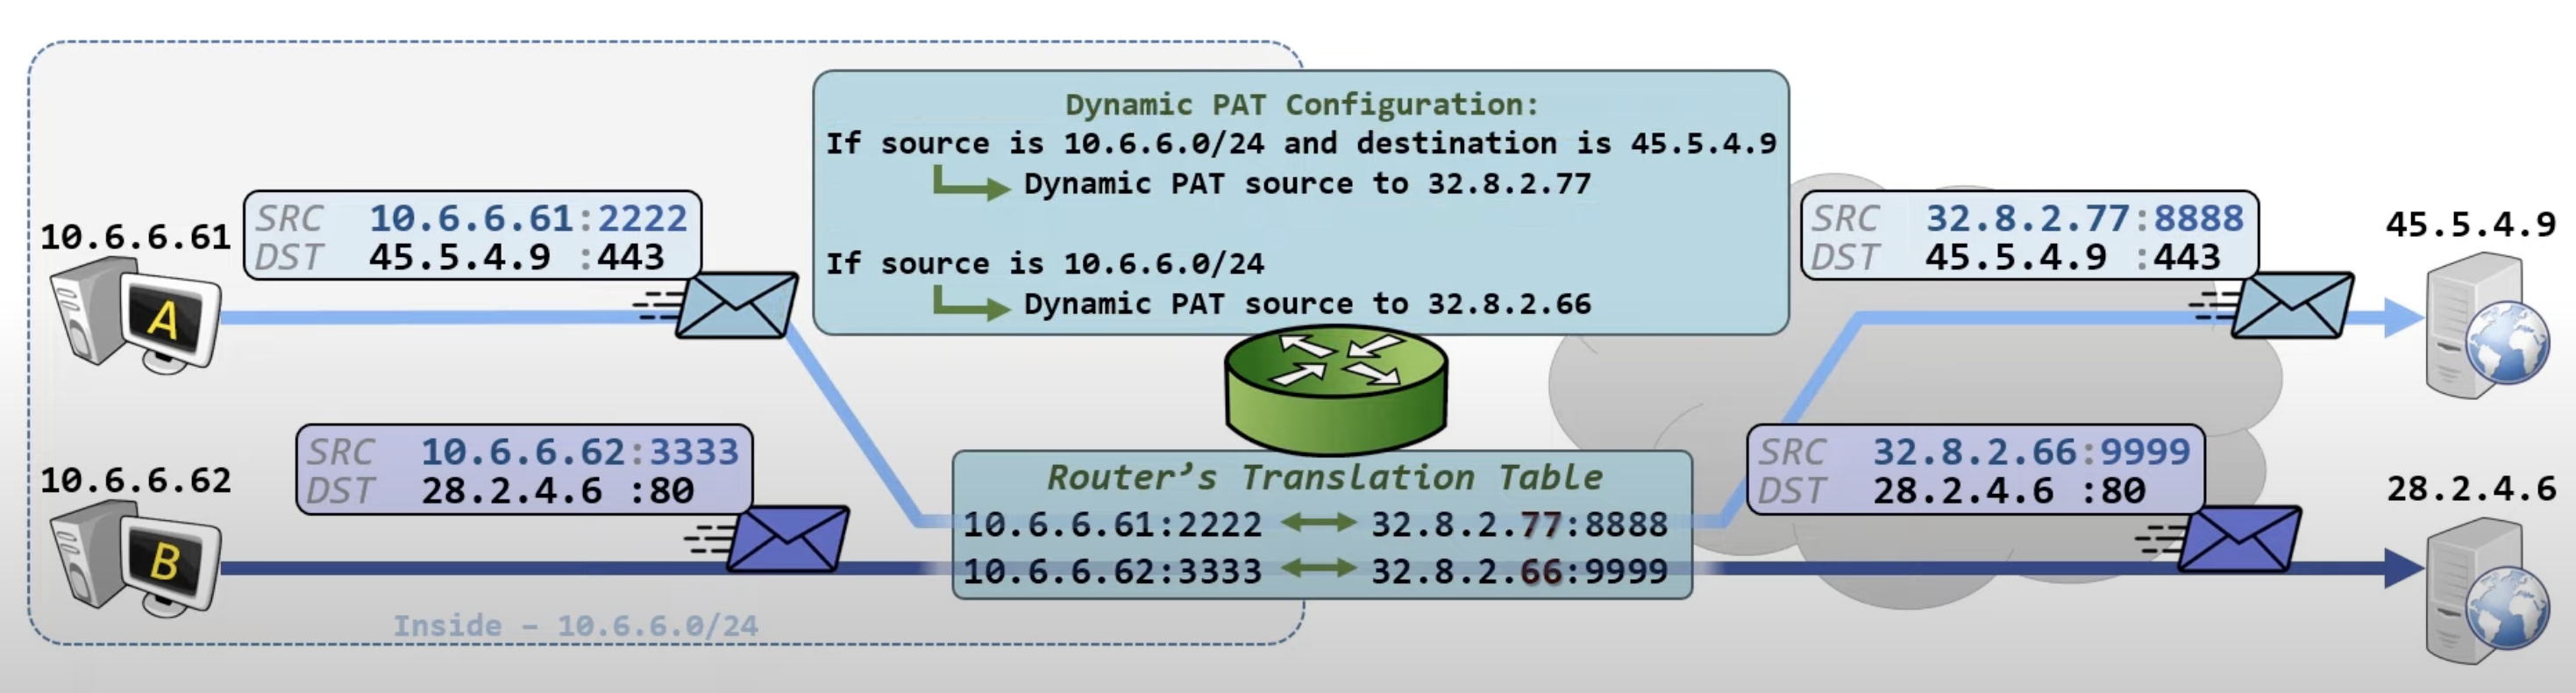 Dynamic PAT Configuration:
If source is 10.6.6.0/24 and destination is 45.5.4.9
Dynamic PAT source to 32.8.2.77
If source is 10.6.6.0/24
Dynamic PAT source to 32.8.2.66
10.6.6.61
A
SRC 10.6.6.61:2222
DST 45.5.4.9 :443
SRC 32.8.2.77:8888
DST 45.5.4.9 :443
45.5.4.9
10.6.6.62
B
SRC 10.6.6.62:3333
DST 28.2.4.6 :80
Router's Translation Table
10.6.6.61:2222 32.8.2.77:8888
10.6.6.62:3333 32.8.2.66:9999
SRC 32.8.2.66:9999
DST 28.2.4.6 :80
28.2.4.6
Inside – 10.6.6.0/24